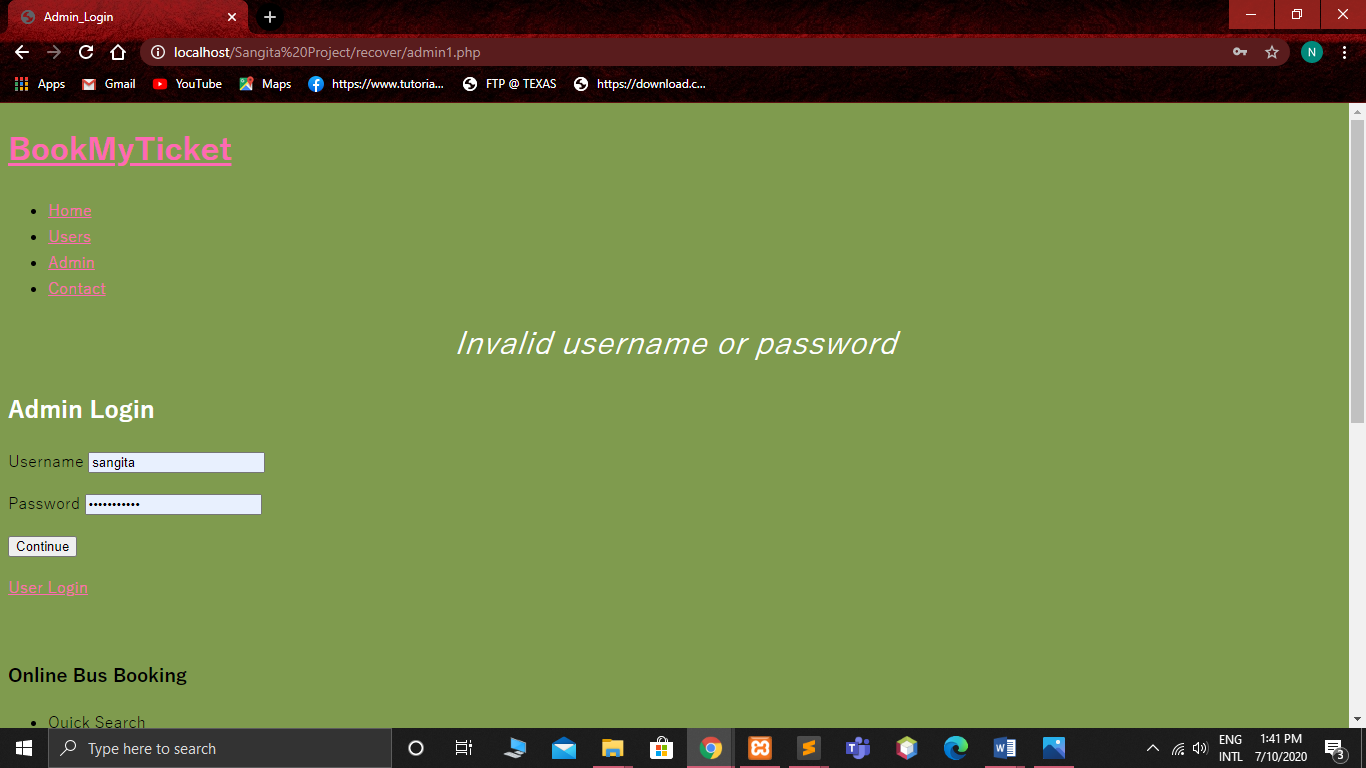 Admin_Login
localhost/Sangita%20Project/recover/admin1.php
N
Apps
Gmail
YouTube
Maps
https://www.tutoria...
FTP @ TEXAS
https://download.c...
BookMyTicket
Home
Users
Admin
Contact
Invalid username or password
Admin Login
Username sangita
Password •••••••••••
Continue
User Login
Online Bus Booking
Quick Search
Type here to search
ENG
INTL
1:41 PM
7/10/2020
3